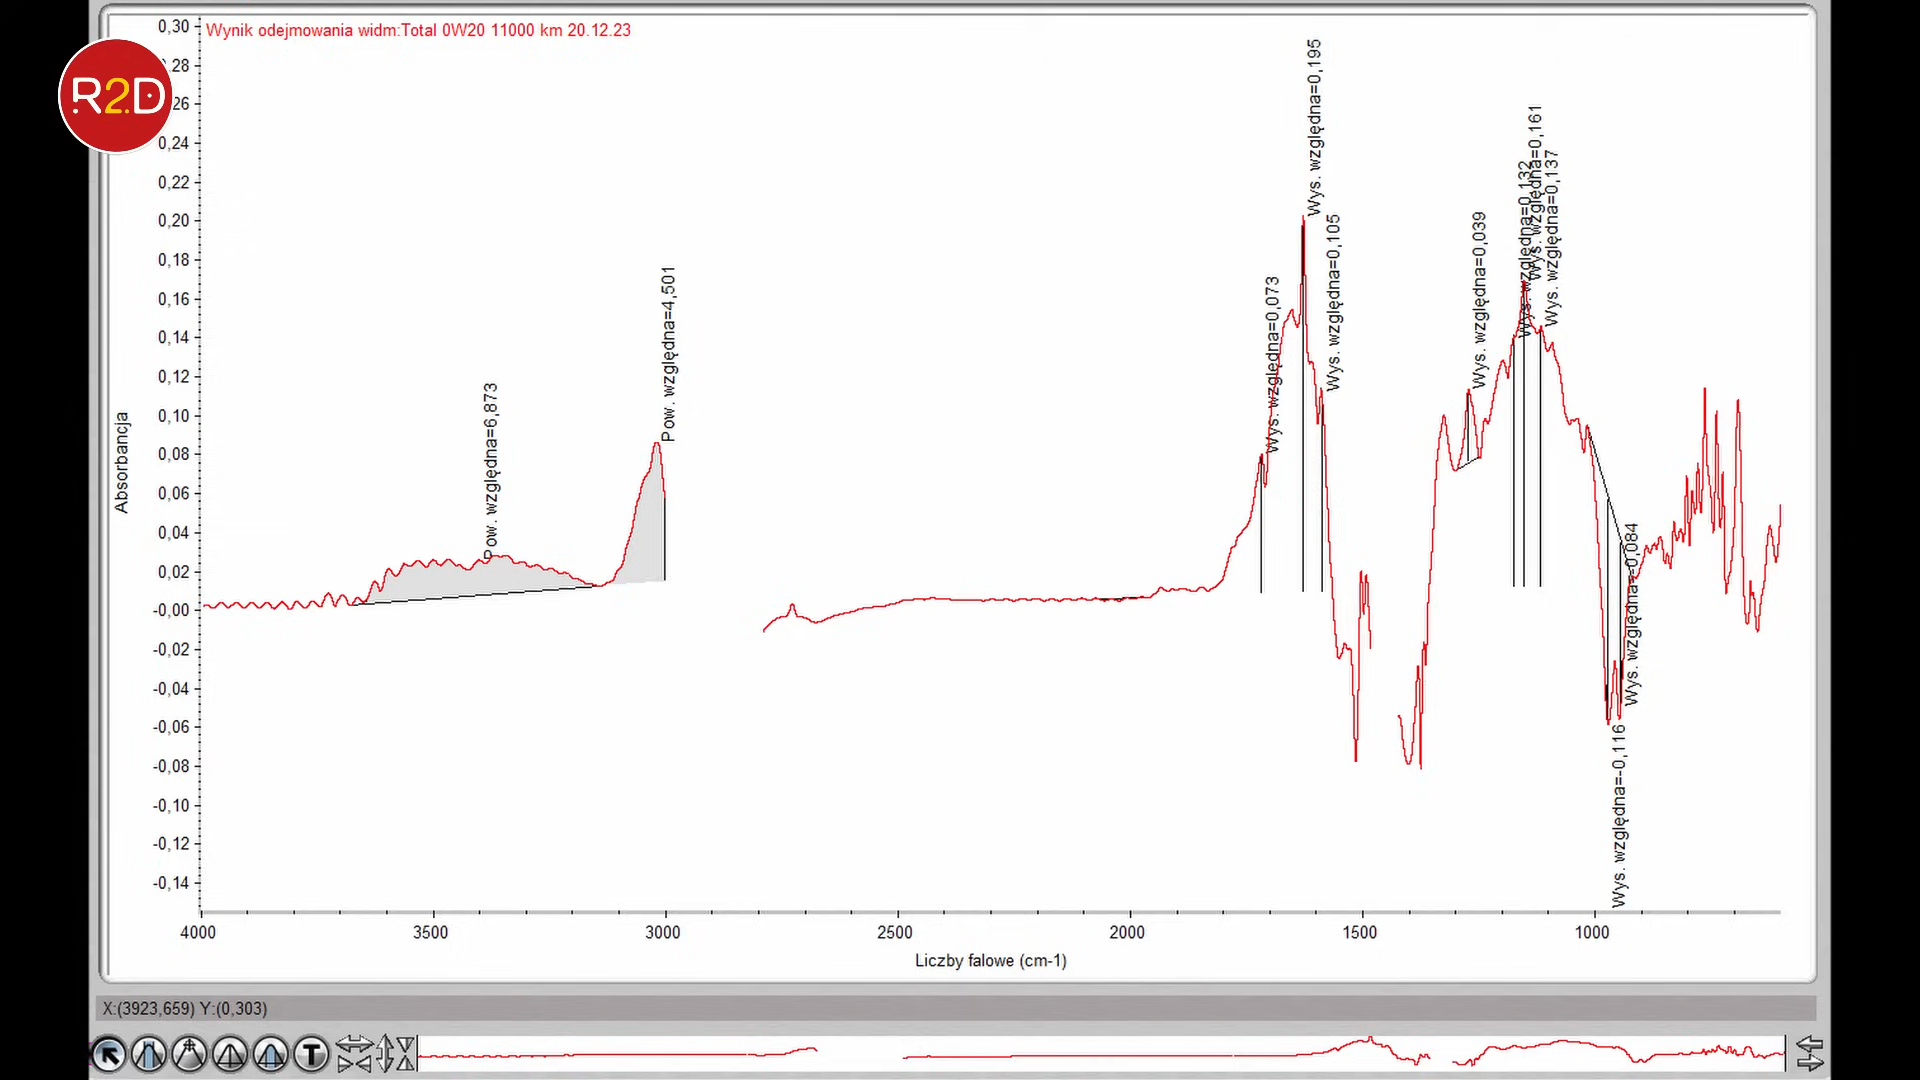 Wynik odejmowania widm:Total 0W20 11000 km 20.12.23
R2D
0,30
28
26
0,24
0,22
0,20
0,18
0,16
0,14
0,12
0,10
0,08
0,06
0,04
0,02
-0,00
-0,02
-0,04
-0,06
-0,08
-0,10
-0,12
-0,14
Absorbancja
Pow. względna=6,873
Pow. względna=4,501
Wys. względna=0,073
Wys. względna=0,195
Wys. względna=0,105
Wys. względna=0,039
Wys. względna=0,132
Wys. względna=0,161
Wys. względna=0,137
Wys. względna=-0,116
Wys. względna=-0,084
4000 3500 3000 2500 2000 1500 1000
Liczby falowe (cm-1)
X:(3923,659) Y:(0,303)
T